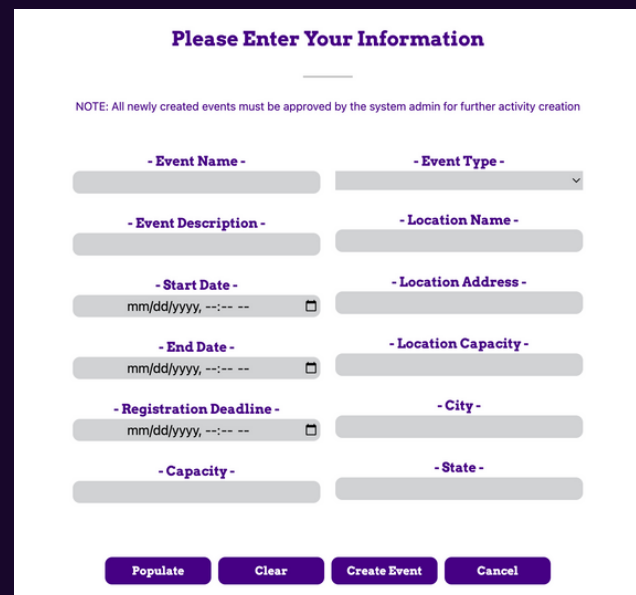 Please Enter Your Information
NOTE: All newly created events must be approved by the system admin for further activity creation
- Event Name -
- Event Type -
- Event Description -
- Location Name -
- Start Date -
mm/dd/yyyy, --:-- --
- Location Address -
- End Date -
mm/dd/yyyy, --:-- --
- Location Capacity -
- Registration Deadline -
mm/dd/yyyy, --:-- --
- City -
- Capacity -
- State -
Populate
Clear
Create Event
Cancel